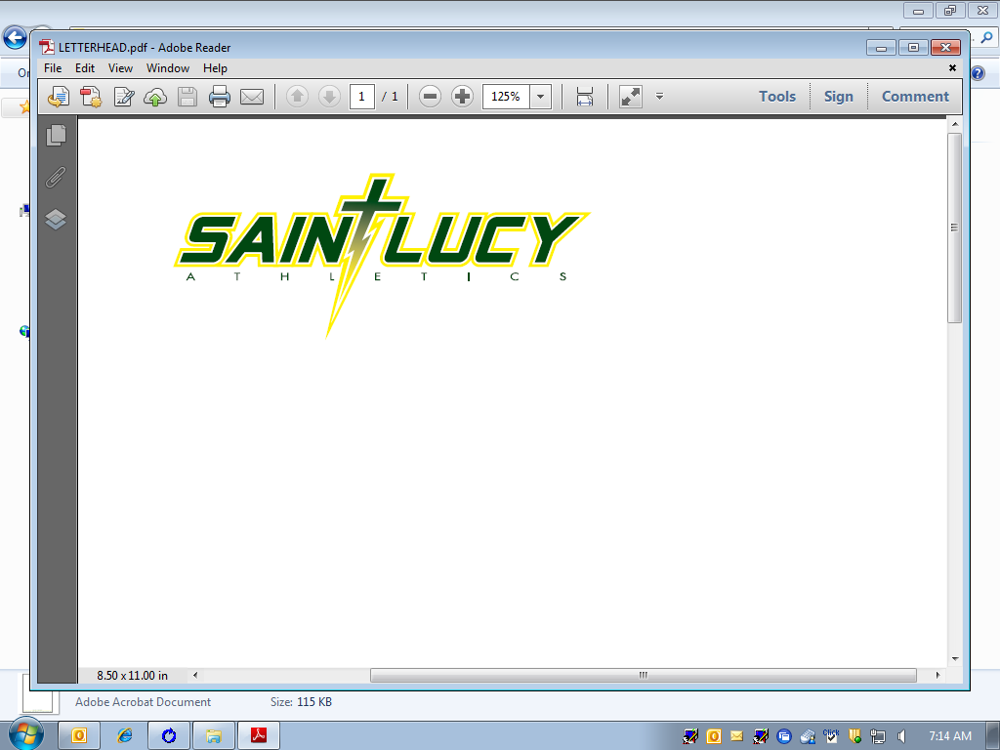 LETTERHEAD.pdf - Adobe Reader
File Edit View Window Help
1 / 1 125% Tools Sign Comment
SAINT LUCY
ATHLETICS
8.50 x 11.00 in
Adobe Acrobat Document Size: 115 KB
7:14 AM